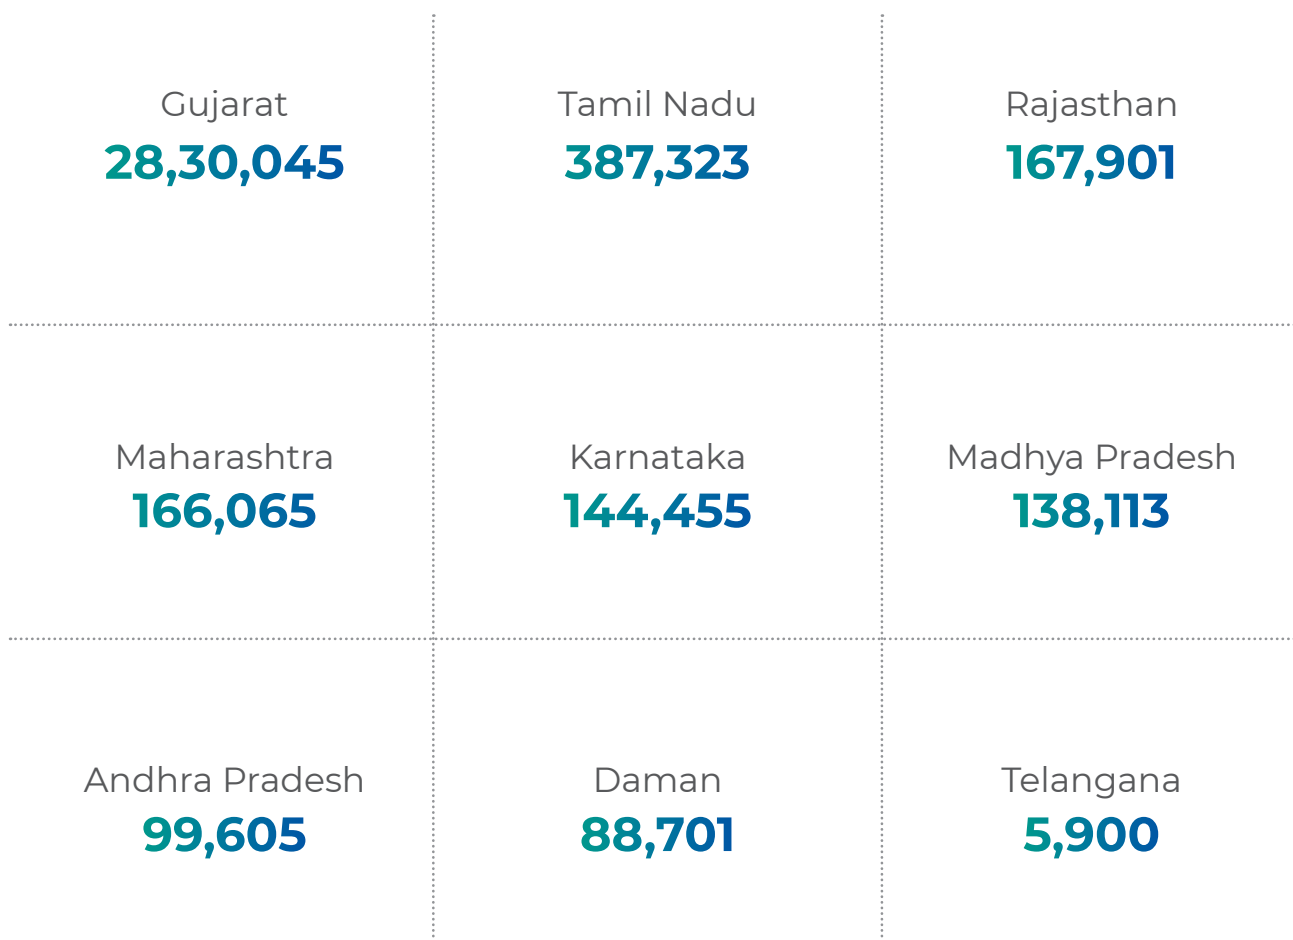 Gujarat
28,30,045
Tamil Nadu
387,323
Rajasthan
167,901
Maharashtra
166,065
Karnataka
144,455
Madhya Pradesh
138,113
Andhra Pradesh
99,605
Daman
88,701
Telangana
5,900